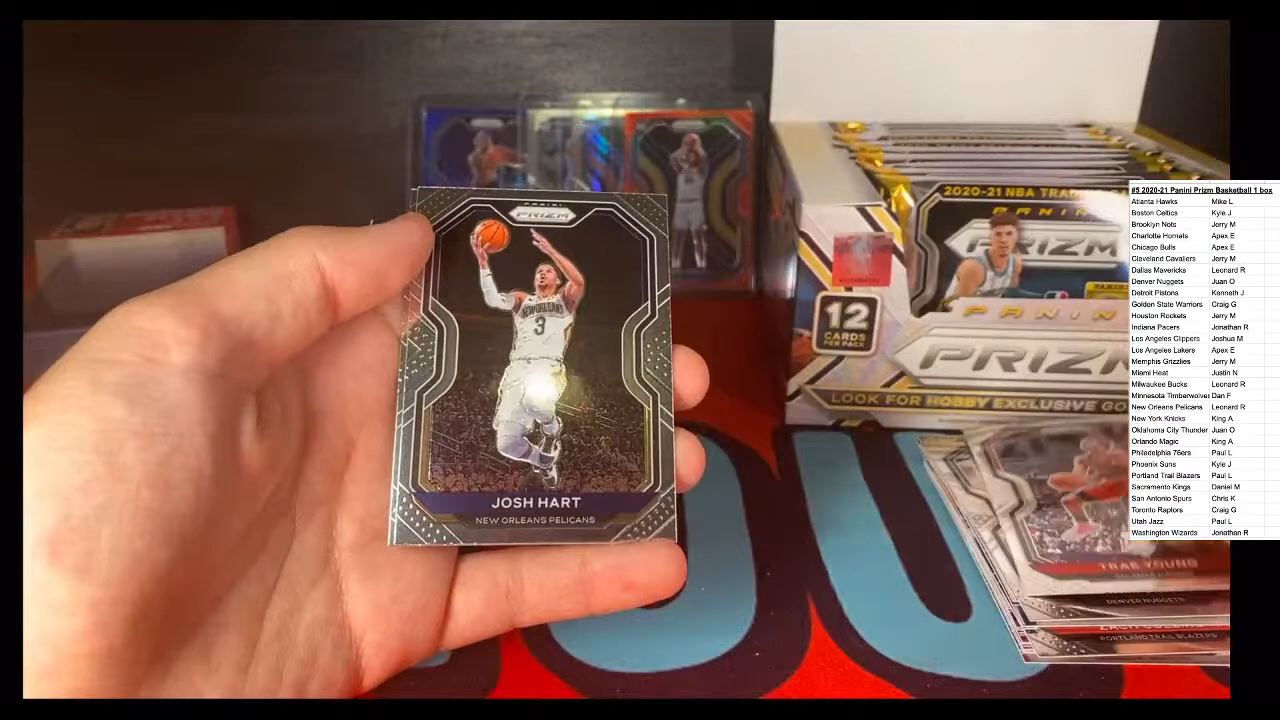 PANINI
PRIZM
NEW ORLEANS
3
JOSH HART
NEW ORLEANS PELICANS
2020-21 NBA TRADING
PANINI
PRIZM
12
CARDS
PER PACK
PANINI
PRIZM
LOOK FOR HOBBY EXCLUSIVE GO
TRAE YOUNG
DENVER NUGGETS
ZACH COLLINS
PORTLAND TRAIL BLAZERS
#5 2020-21 Panini Prizm Basketball 1 box
Atlanta Hawks Mike L
Boston Celtics Kyle J
Brooklyn Nets Jerry M
Charlotte Hornets Apex E
Chicago Bulls Apex E
Cleveland Cavaliers Jerry M
Dallas Mavericks Leonard R
Denver Nuggets Juan O
Detroit Pistons Kenneth J
Golden State Warriors Craig G
Houston Rockets Jerry M
Indiana Pacers Jonathan R
Los Angeles Clippers Joshua M
Los Angeles Lakers Apex E
Memphis Grizzlies Jerry M
Miami Heat Justin N
Milwaukee Bucks Leonard R
Minnesota Timberwolves Dan F
New Orleans Pelicans Leonard R
New York Knicks King A
Oklahoma City Thunder Juan O
Orlando Magic King A
Philadelphia 76ers Paul L
Phoenix Suns Kyle J
Portland Trail Blazers Paul L
Sacramento Kings Daniel M
San Antonio Spurs Chris K
Toronto Raptors Craig G
Utah Jazz Paul L
Washington Wizards Jonathan R